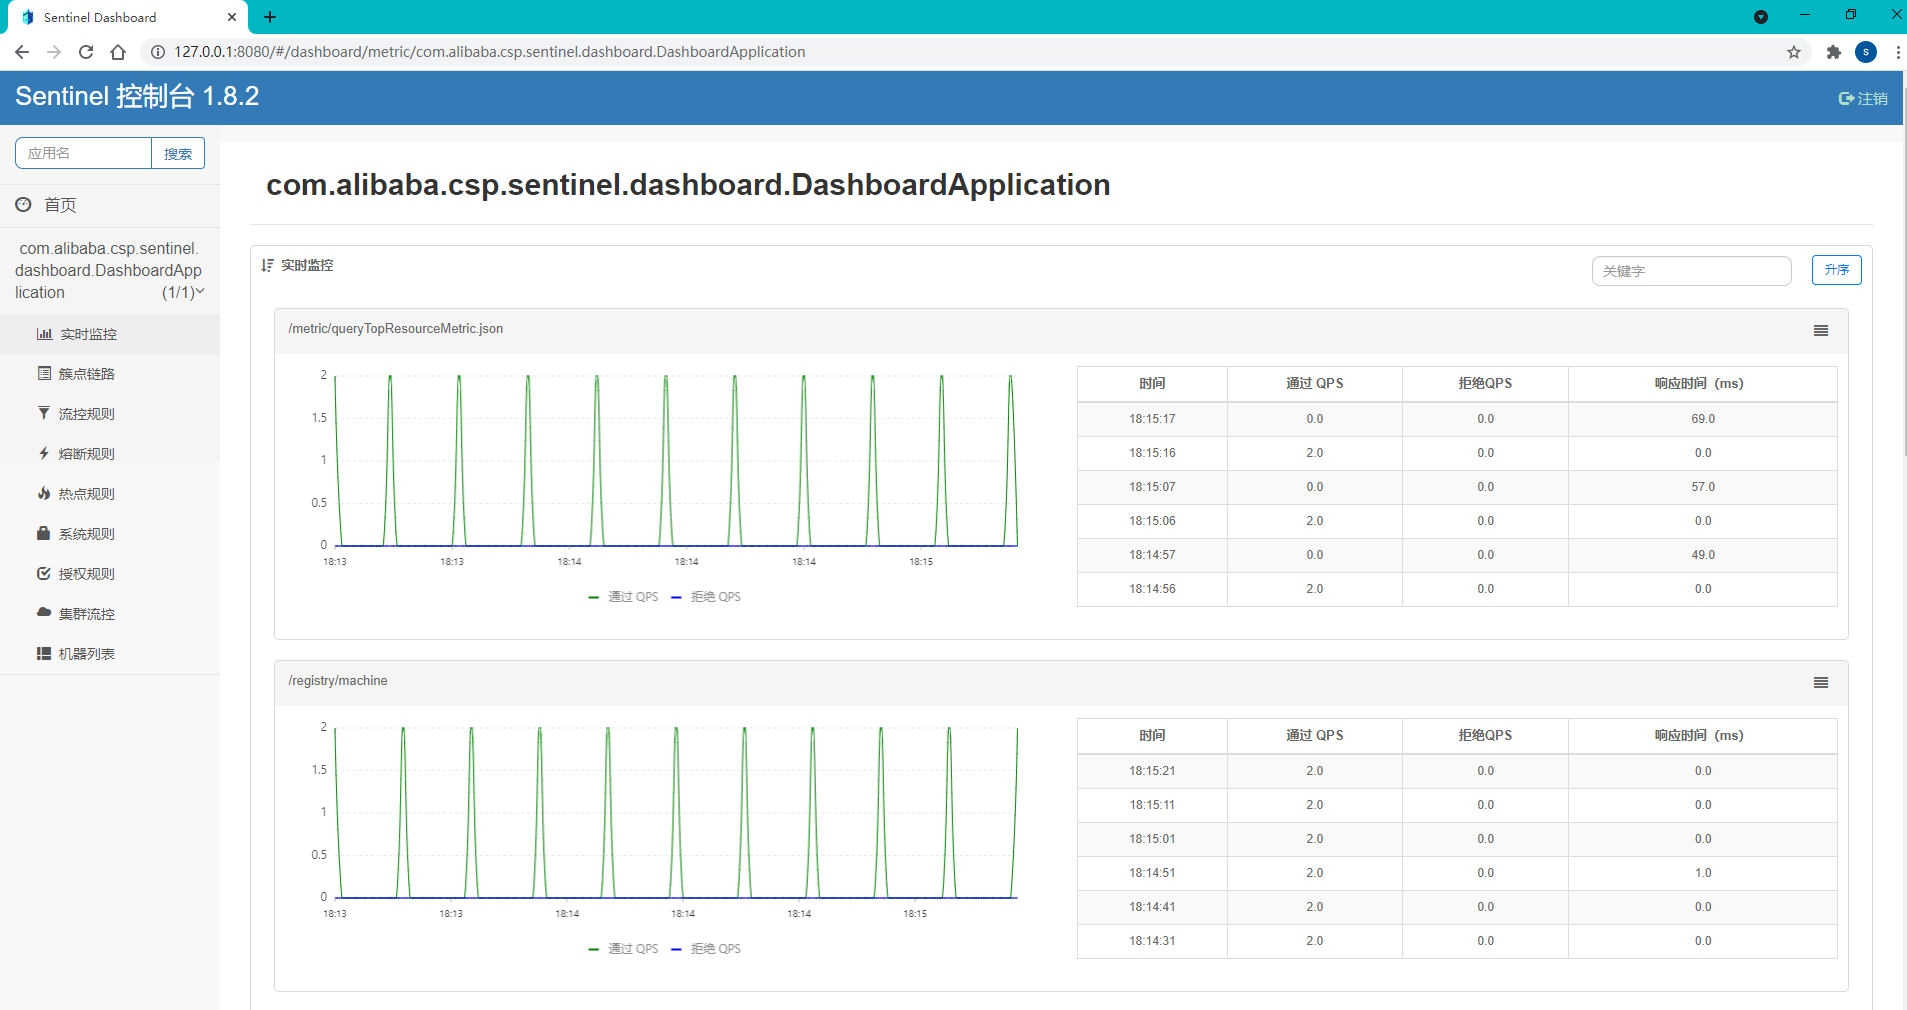 Sentinel Dashboard
127.0.0.1:8080/#/dashboard/metric/com.alibaba.csp.sentinel.dashboard.DashboardApplication
S
Sentinel 控制台 1.8.2
注销
应用名
搜索
首页
com.alibaba.csp.sentinel.
dashboard.DashboardApp
lication (1/1)
实时监控
簇点链路
流控规则
熔断规则
热点规则
系统规则
授权规则
集群流控
机器列表
com.alibaba.csp.sentinel.dashboard.DashboardApplication
实时监控
关键字
升序
/metric/queryTopResourceMetric.json
2
1.5
1
0.5
0
18:13 18:13 18:14 18:14 18:14 18:15
通过 QPS 拒绝 QPS
时间 通过 QPS 拒绝QPS 响应时间（ms）
18:15:17 0.0 0.0 69.0
18:15:16 2.0 0.0 0.0
18:15:07 0.0 0.0 57.0
18:15:06 2.0 0.0 0.0
18:14:57 0.0 0.0 49.0
18:14:56 2.0 0.0 0.0
/registry/machine
2
1.5
1
0.5
0
18:13 18:13 18:14 18:14 18:14 18:15
通过 QPS 拒绝 QPS
时间 通过 QPS 拒绝QPS 响应时间（ms）
18:15:21 2.0 0.0 0.0
18:15:11 2.0 0.0 0.0
18:15:01 2.0 0.0 0.0
18:14:51 2.0 0.0 1.0
18:14:41 2.0 0.0 0.0
18:14:31 2.0 0.0 0.0